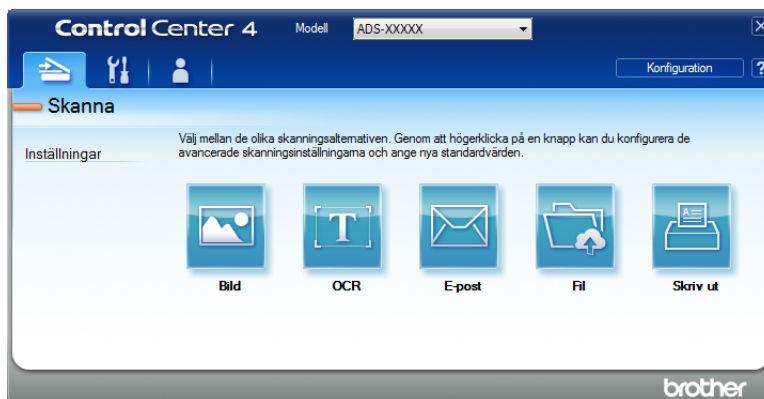 ControlCenter 4
Modell
ADS-XXXXX
Konfiguration
?
Skanna
Inställningar
Välj mellan de olika skanningsalternativen. Genom att högerklicka på en knapp kan du konfigurera de
avancerade skanningsinställningarna och ange nya standardvärden.
T
A
Bild
OCR
E-post
Fil
Skriv ut
brother